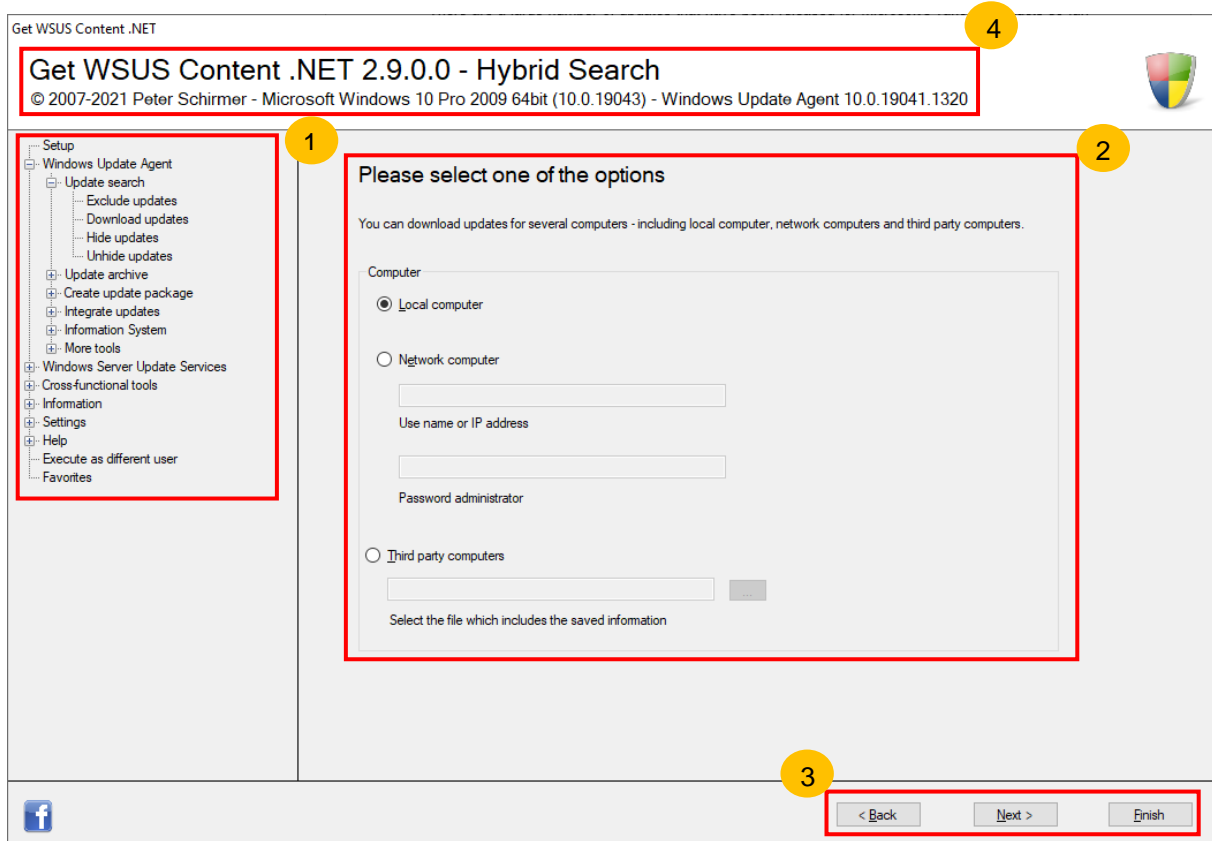 Get WSUS Content .NET
4
Get WSUS Content .NET 2.9.0.0 - Hybrid Search
© 2007-2021 Peter Schirmer - Microsoft Windows 10 Pro 2009 64bit (10.0.19043) - Windows Update Agent 10.0.19041.1320
1
Setup
Windows Update Agent
Update search
Exclude updates
Download updates
Hide updates
Unhide updates
Update archive
Create update package
Integrate updates
Information System
More tools
Windows Server Update Services
Cross-functional tools
Information
Settings
Help
Execute as different user
Favorites
2
Please select one of the options
You can download updates for several computers - including local computer, network computers and third party computers.
Computer
Local computer
Network computer
Use name or IP address
Password administrator
Third party computers
...
Select the file which includes the saved information
3
f
< Back
Next >
Finish